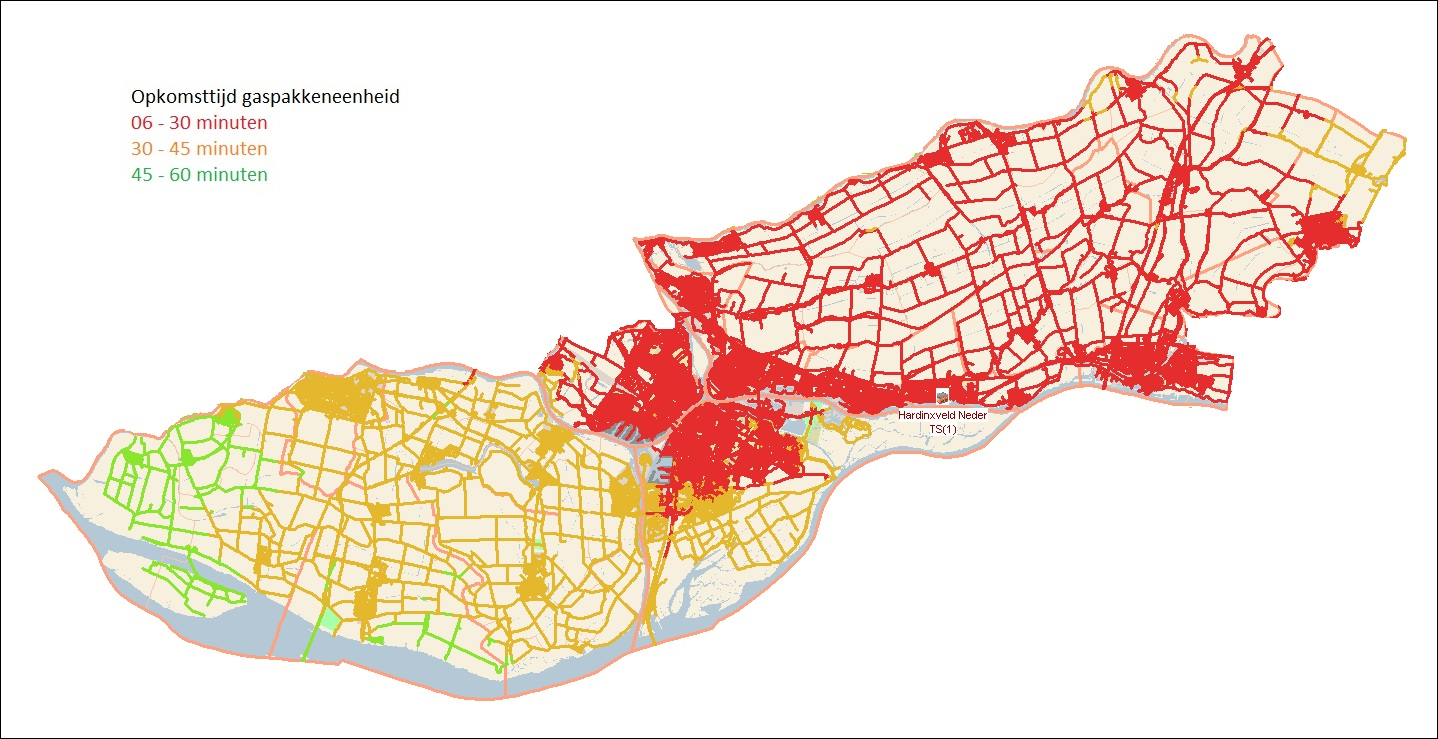 Opkomsttijd gaspakkeneenheid
06 - 30 minuten
30 - 45 minuten
45 - 60 minuten
Hardinxveld Neder
TS(1)